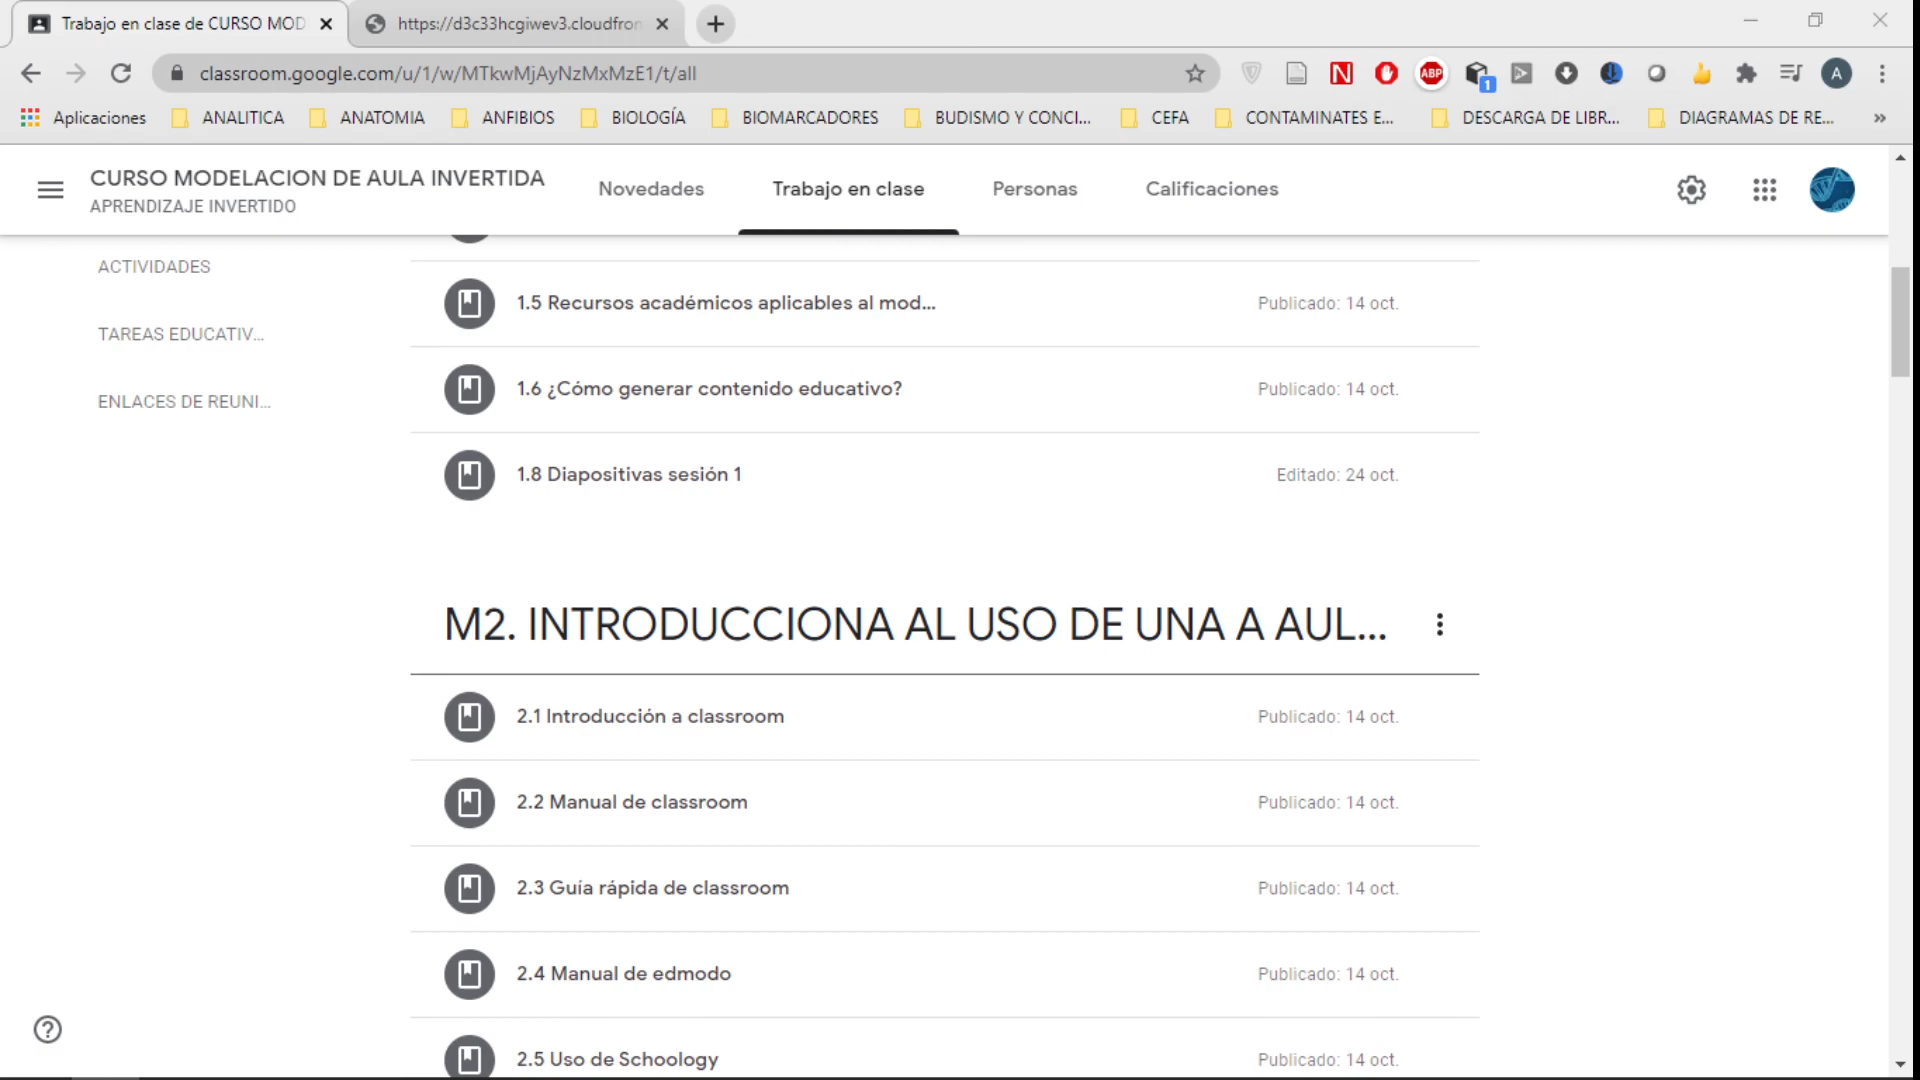 Trabajo en clase de CURSO MOD
https://d3c33hcgiwev3.cloudfron
classroom.google.com/u/1/w/MTkwMjAyNzMxMzE1/t/all
N
ABP
1
A
Aplicaciones
ANALITICA
ANATOMIA
ANFIBIOS
BIOLOGÍA
BIOMARCADORES
BUDISMO Y CONCI...
CEFA
CONTAMINATES E...
DESCARGA DE LIBR...
DIAGRAMAS DE RE...
»
CURSO MODELACION DE AULA INVERTIDA
APRENDIZAJE INVERTIDO
Novedades
Trabajo en clase
Personas
Calificaciones
ACTIVIDADES
TAREAS EDUCATIV...
ENLACES DE REUNI...
1.5 Recursos académicos aplicables al mod... Publicado: 14 oct.
1.6 ¿Cómo generar contenido educativo? Publicado: 14 oct.
1.8 Diapositivas sesión 1 Editado: 24 oct.
M2. INTRODUCCIONA AL USO DE UNA A AUL...
2.1 Introducción a classroom Publicado: 14 oct.
2.2 Manual de classroom Publicado: 14 oct.
2.3 Guía rápida de classroom Publicado: 14 oct.
2.4 Manual de edmodo Publicado: 14 oct.
2.5 Uso de Schoology Publicado: 14 oct.